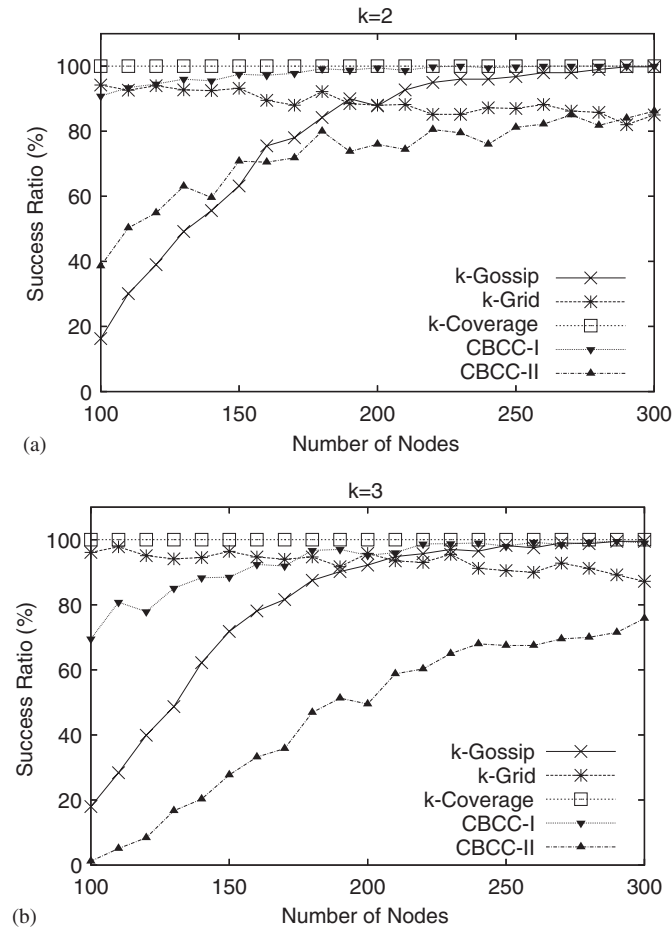 k=2
100
80
60
40
20
0
Success Ratio (%)
k-Gossip
k-Grid
k-Coverage
CBCC-I
CBCC-II
100 150 200 250 300
Number of Nodes
(a)
k=3
100
80
60
40
20
0
Success Ratio (%)
k-Gossip
k-Grid
k-Coverage
CBCC-I
CBCC-II
100 150 200 250 300
Number of Nodes
(b)